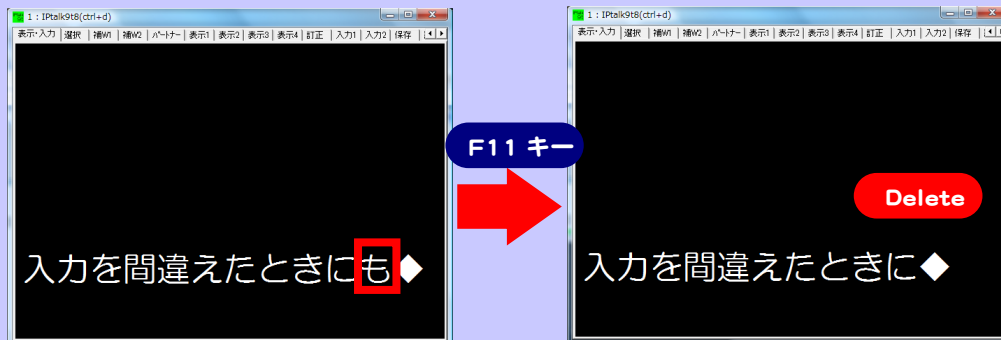 1 : IPtalk9t8(ctrl+d)
表示・入力 | 選択 | 補W1 | 補W2 | パートナー | 表示1 | 表示2 | 表示3 | 表示4 | 訂正 | 入力1 | 入力2 | 保存
入力を間違えたときにも◆
F11 キー
1 : IPtalk9t8(ctrl+d)
表示・入力 | 選択 | 補W1 | 補W2 | パートナー | 表示1 | 表示2 | 表示3 | 表示4 | 訂正 | 入力1 | 入力2 | 保存
Delete
入力を間違えたときに◆